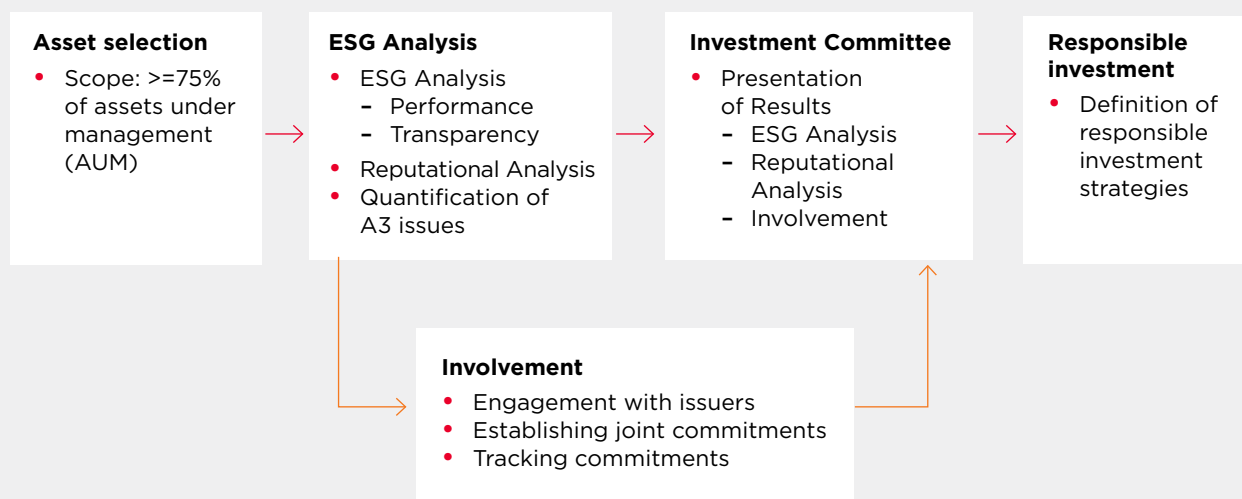 Asset selection
• Scope: >=75%
of assets under
management
(AUM)
ESG Analysis
• ESG Analysis
– Performance
– Transparency
• Reputational Analysis
• Quantification of
A3 issues
Investment Committee
• Presentation
of Results
– ESG Analysis
– Reputational
Analysis
– Involvement
Responsible
investment
• Definition of
responsible
investment
strategies
Involvement
• Engagement with issuers
• Establishing joint commitments
• Tracking commitments